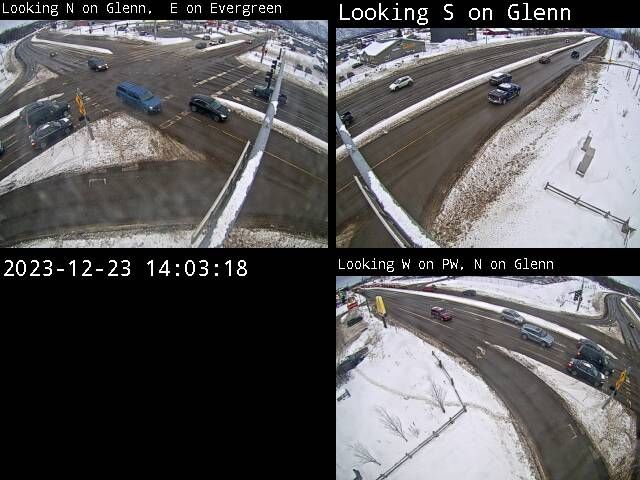 Looking N on Glenn, E on Evergreen
Looking S on Glenn
2023-12-23 14:03:18
Looking W on PW, N on Glenn